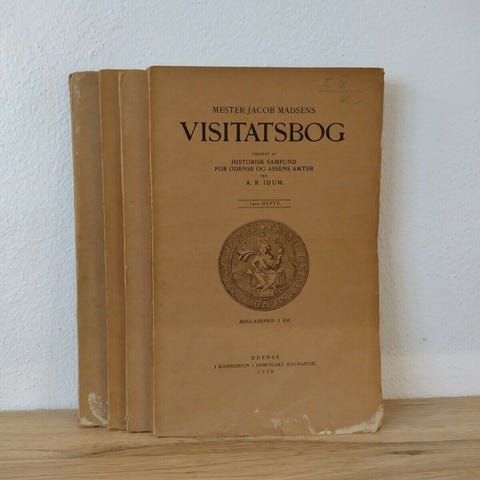 MESTER JACOB MADSENS
VISITATSBOG
UDGIVET AF
HISTORISK SAMFUND
FOR ODENSE OG ASSENS AMTER
VED
A. R. IDUM.
HEFTE.
BOGLADEPRIS 3 KR.
ODENSE
I KOMMISSION I HEMPELSKE BOGHANDEL